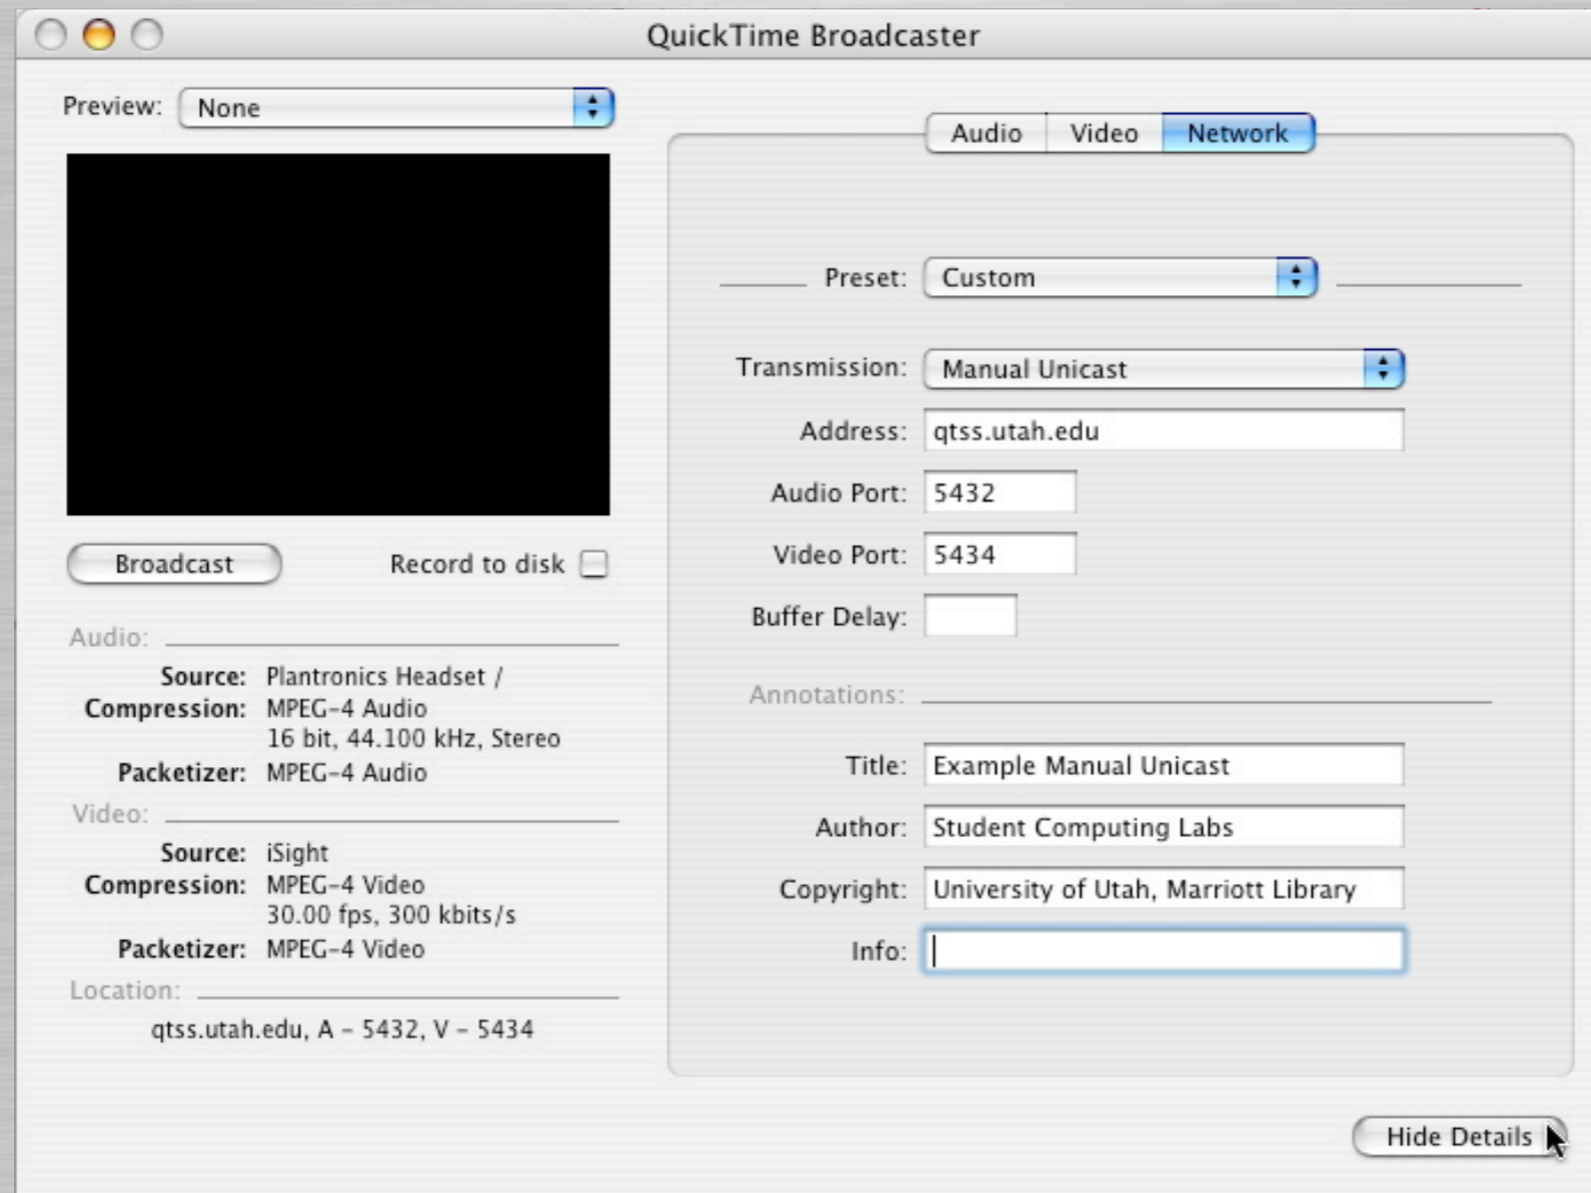 QuickTime Broadcaster
Preview: None
Broadcast Record to disk
Audio:
Source: Plantronics Headset /
Compression: MPEG-4 Audio
16 bit, 44.100 kHz, Stereo
Packetizer: MPEG-4 Audio
Video:
Source: iSight
Compression: MPEG-4 Video
30.00 fps, 300 kbits/s
Packetizer: MPEG-4 Video
Location:
qtss.utah.edu, A - 5432, V - 5434
Audio Video Network
Preset: Custom
Transmission: Manual Unicast
Address: qtss.utah.edu
Audio Port: 5432
Video Port: 5434
Buffer Delay:
Annotations:
Title: Example Manual Unicast
Author: Student Computing Labs
Copyright: University of Utah, Marriott Library
Info:
Hide Details